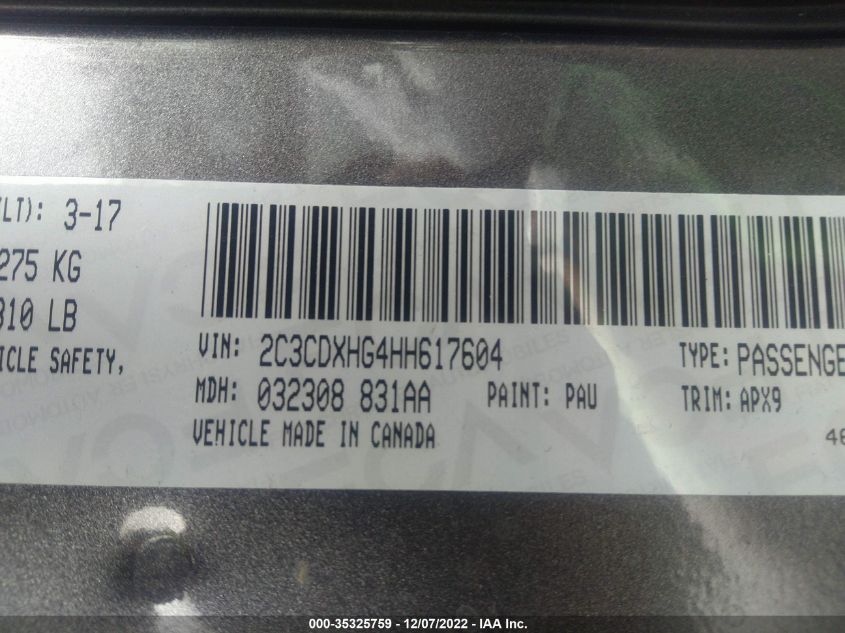 LT): 3-17
275 KG
310 LB
ICLE SAFETY,
VIN: 2C3CDXHG4HH617604
TYPE: PASSENGE
MDH: 032308 831AA
PAINT: PAU
TRIM: APX9
VEHICLE MADE IN CANADA
000-35325759 - 12/07/2022 - IAA Inc.